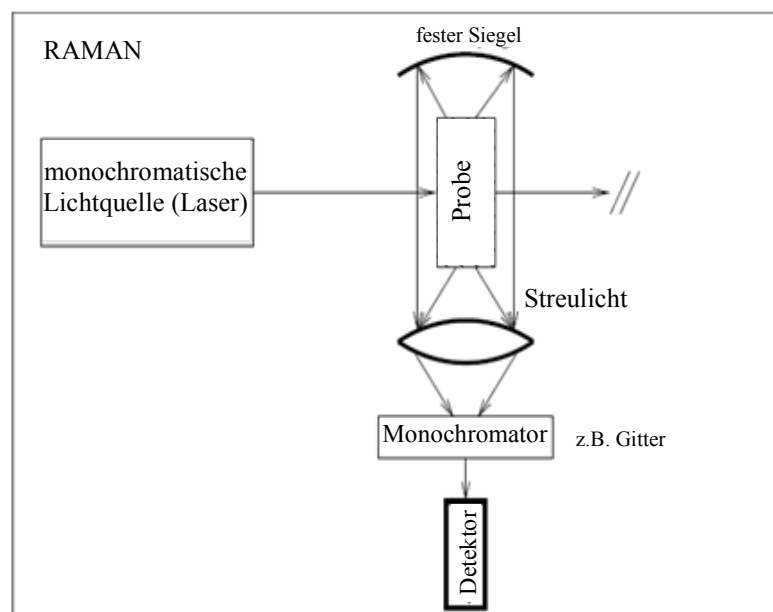 fester Siegel
RAMAN
monochromatische
Lichtquelle (Laser)
Probe
Streulicht
Monochromator
z.B. Gitter
Detektor